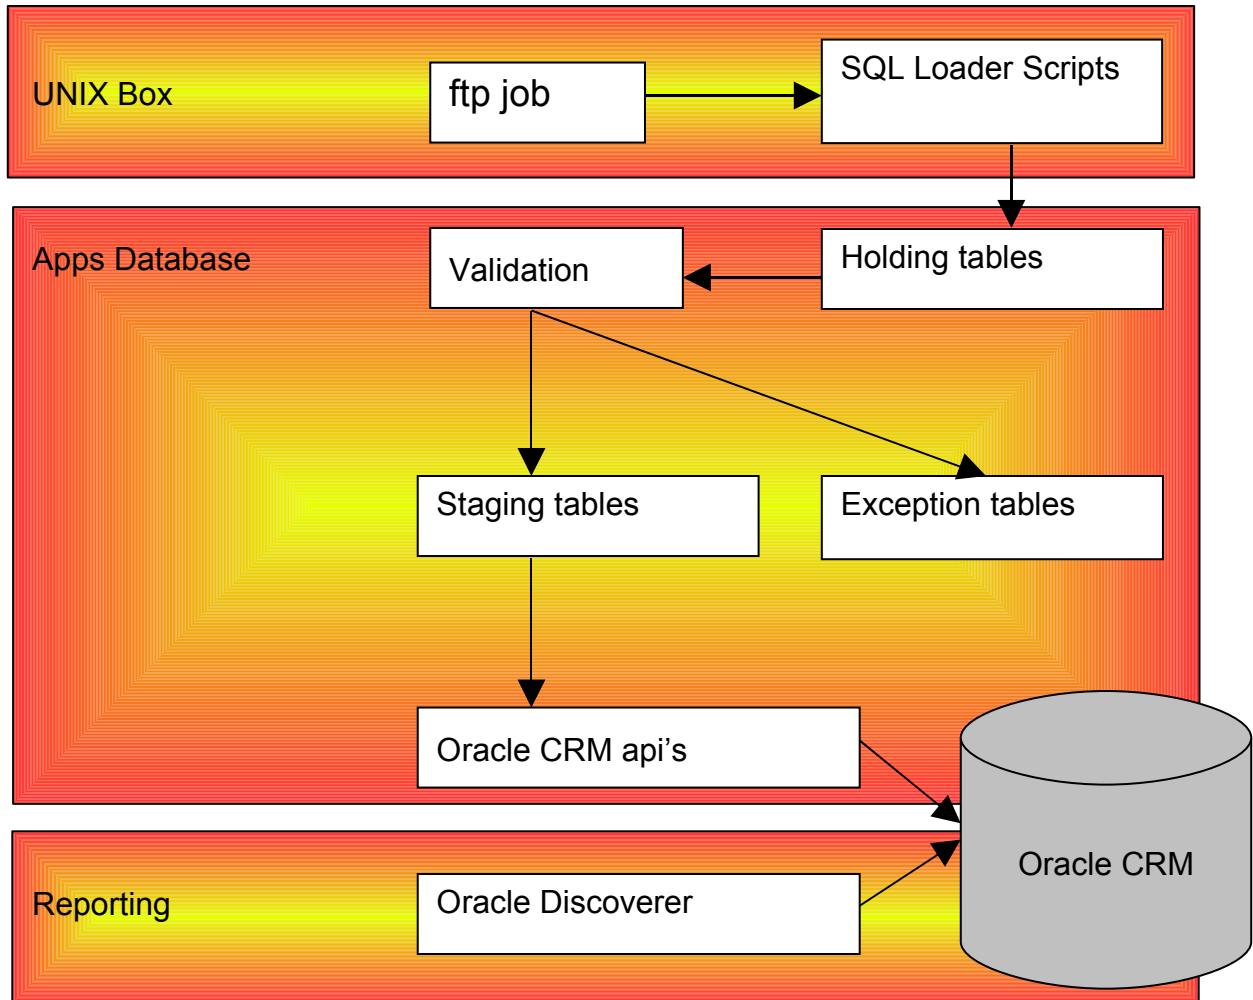 UNIX Box
ftp job
SQL Loader Scripts
Apps Database
Validation
Holding tables
Staging tables
Exception tables
Oracle CRM api’s
Oracle CRM
Reporting
Oracle Discoverer